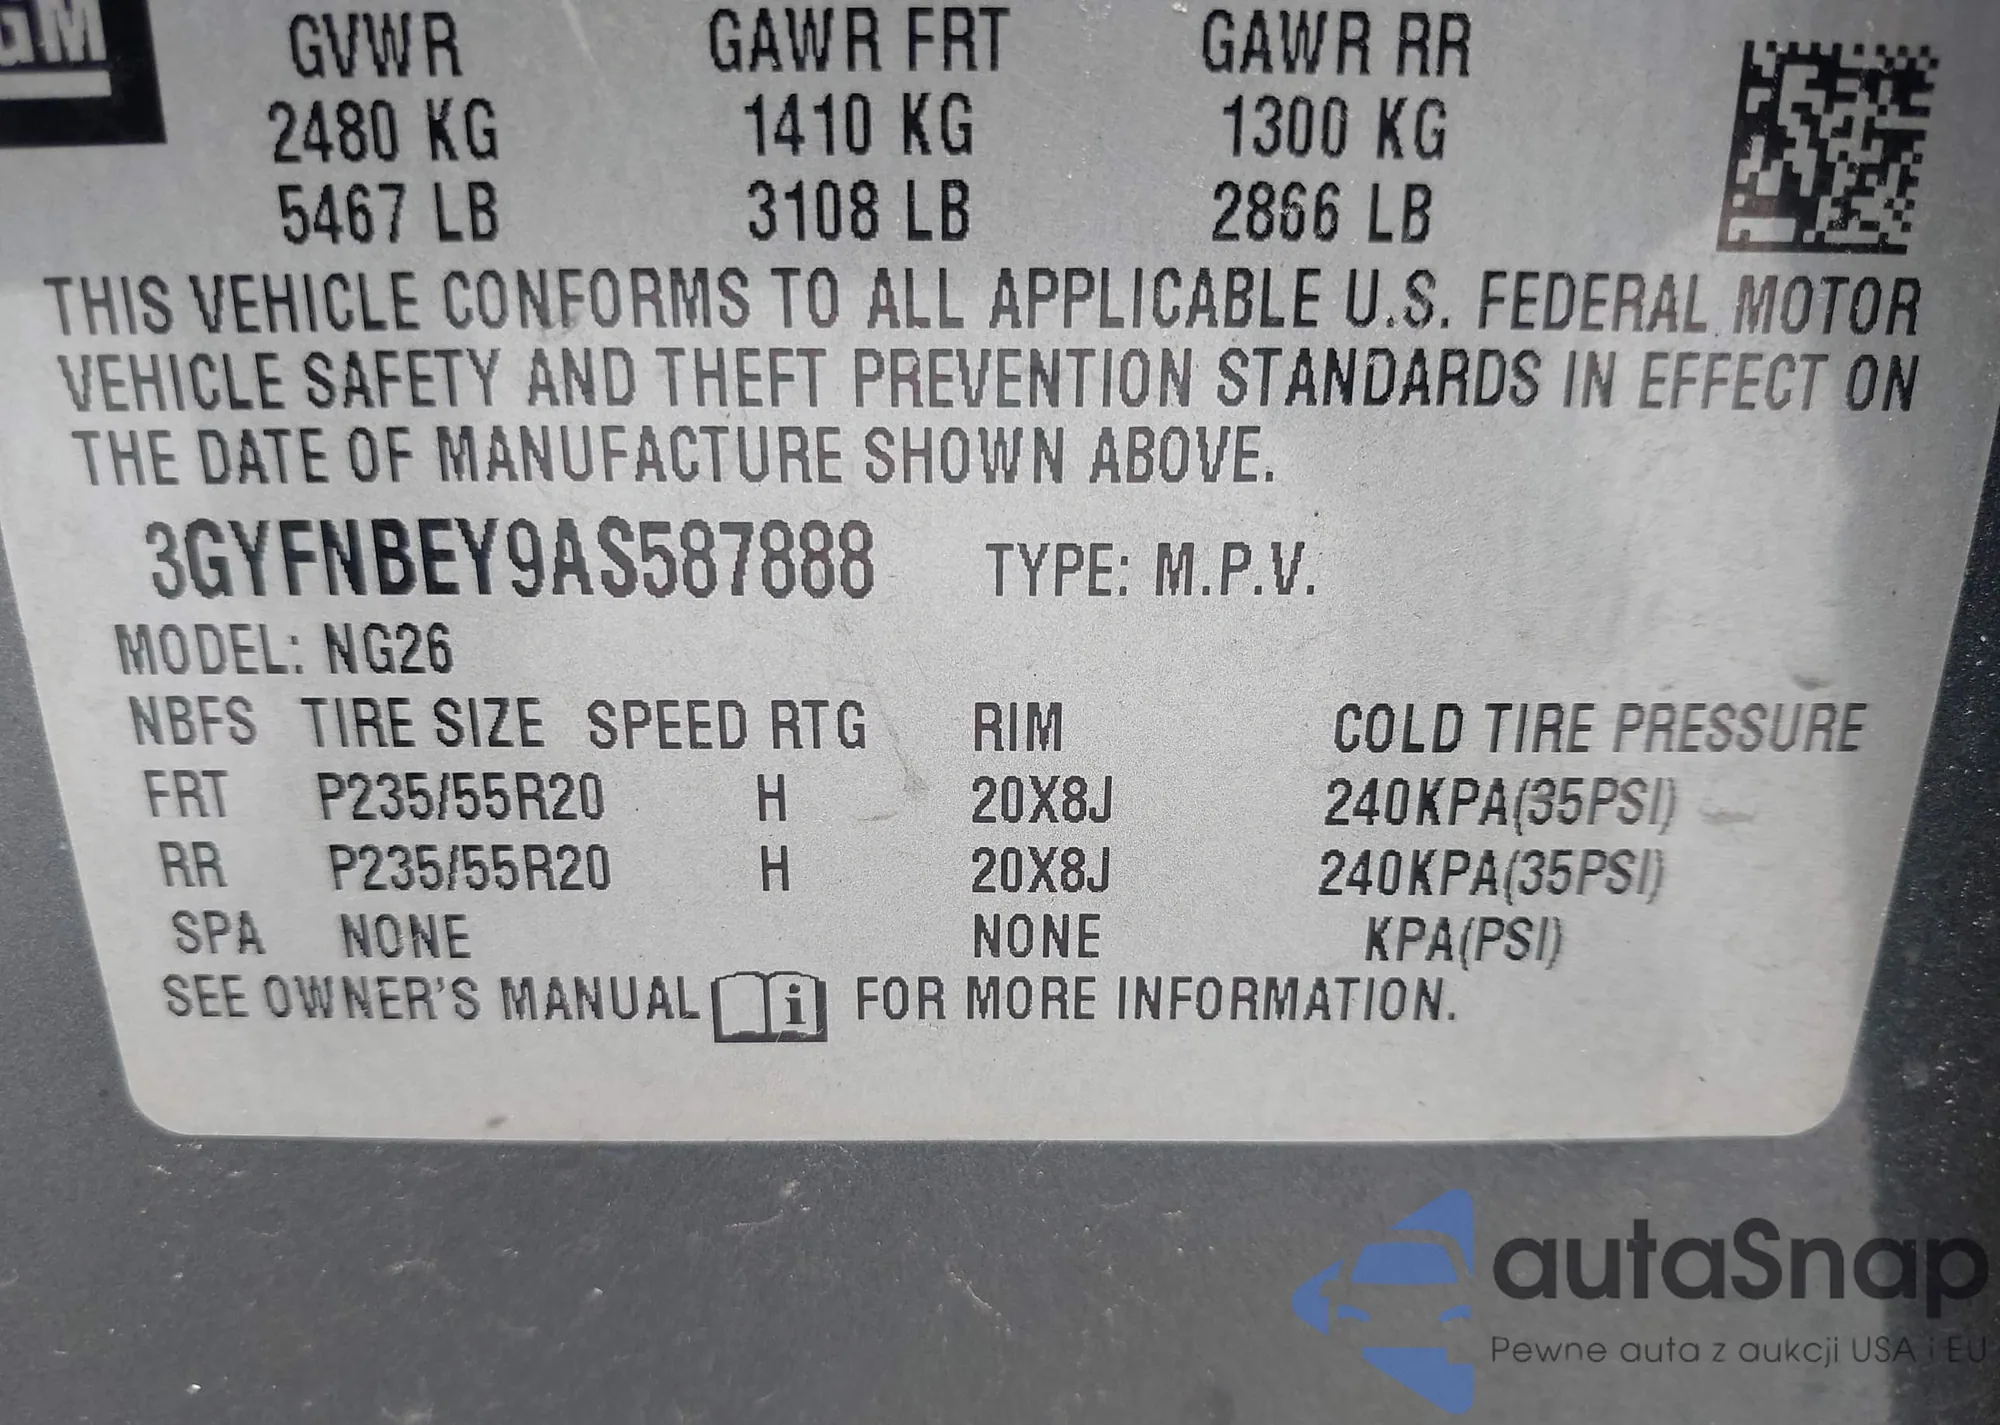 GM
GVWR GAWR FRT GAWR RR
2480 KG 1410 KG 1300 KG
5467 LB 3108 LB 2866 LB
THIS VEHICLE CONFORMS TO ALL APPLICABLE U.S. FEDERAL MOTOR
VEHICLE SAFETY AND THEFT PREVENTION STANDARDS IN EFFECT ON
THE DATE OF MANUFACTURE SHOWN ABOVE.
3GYFNBEY9AS587888 TYPE: M.P.V.
MODEL: NG26
NBFS TIRE SIZE SPEED RTG RIM COLD TIRE PRESSURE
FRT P235/55R20 H 20X8J 240KPA(35PSI)
RR P235/55R20 H 20X8J 240KPA(35PSI)
SPA NONE NONE KPA(PSI)
SEE OWNER'S MANUAL i FOR MORE INFORMATION.
autaSnap
Pewne auta z aukcji USA i EU